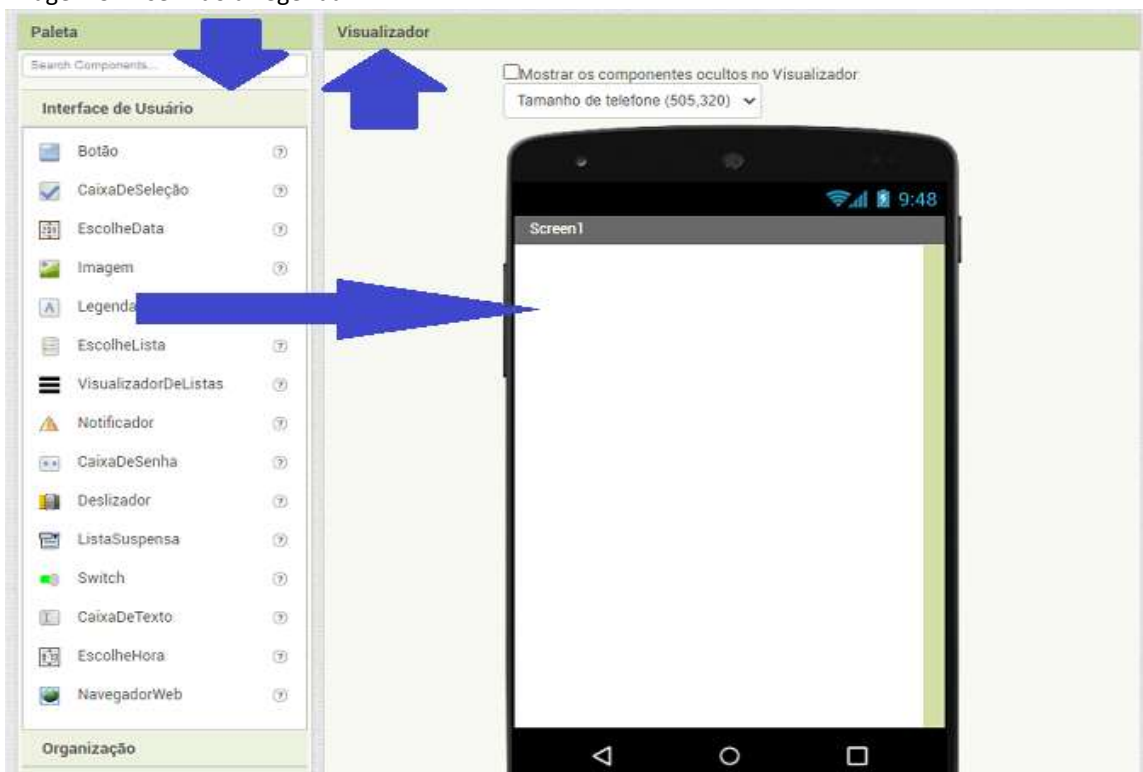 Paleta
Search Components...
Interface de Usuário
Botão
CaixaDeSeleção
EscolheData
Imagem
Legenda
EscolheLista
VisualizadorDeListas
Notificador
CaixaDeSenha
Deslizador
ListaSuspensa
Switch
CaixaDeTexto
EscolheHora
NavegadorWeb
Organização
Visualizador
Mostrar os componentes ocultos no Visualizador
Tamanho de telefone (505,320)
9:48
Screen1